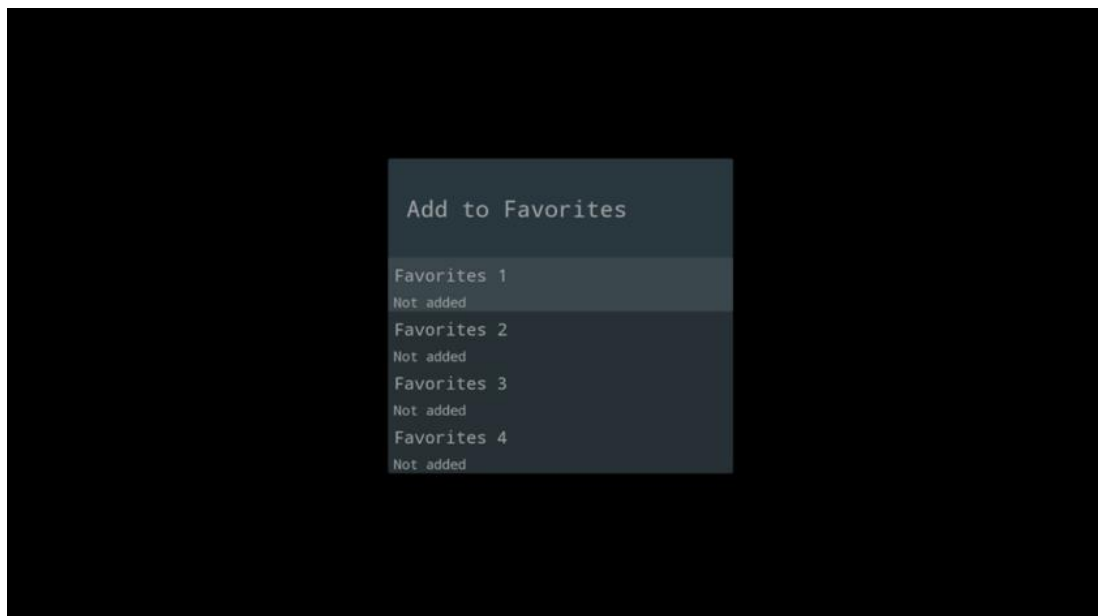 Add to Favorites
Favorites 1
Not added
Favorites 2
Not added
Favorites 3
Not added
Favorites 4
Not added